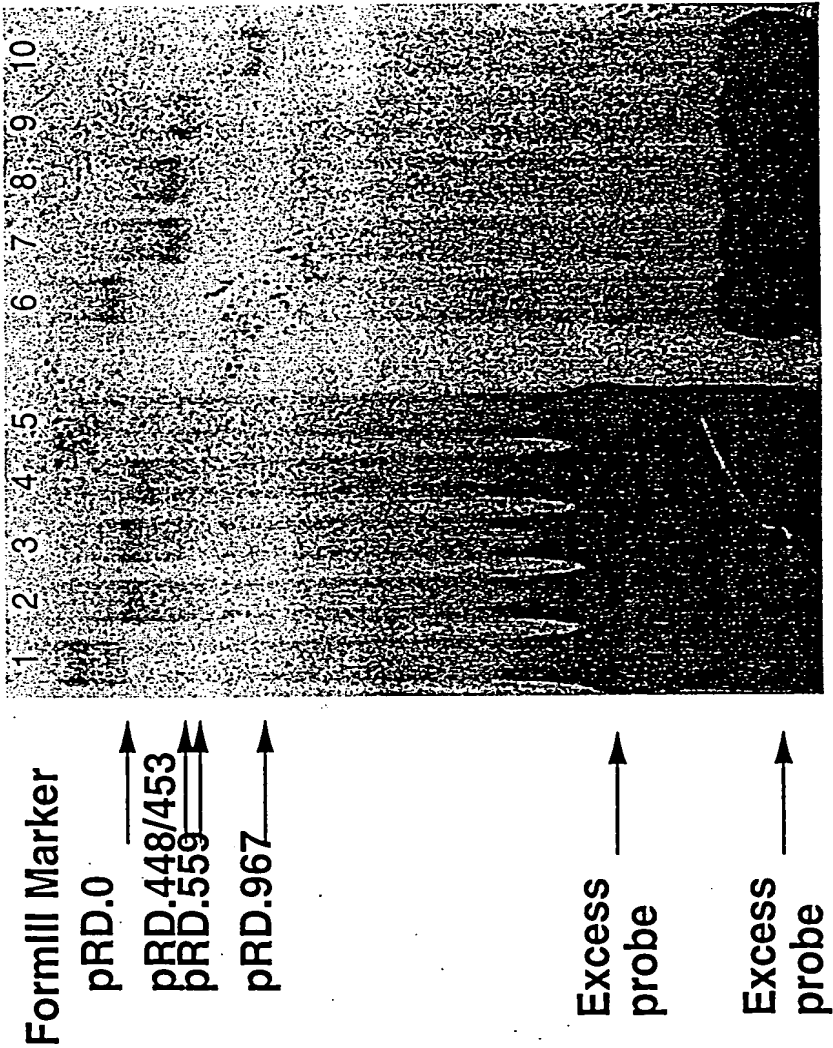 FormIII Marker
pRD.0
pRD.448/453
pRD.559
pRD.967
Excess
probe
Excess
probe
1 2 3 4 5 6 7 8 9 10